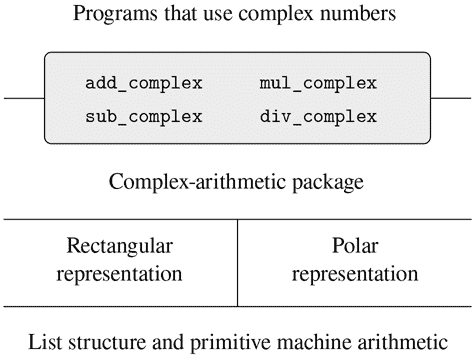 Programs that use complex numbers
add_complex mul_complex
sub_complex div_complex
Complex-arithmetic package
Rectangular representation
Polar representation
List structure and primitive machine arithmetic